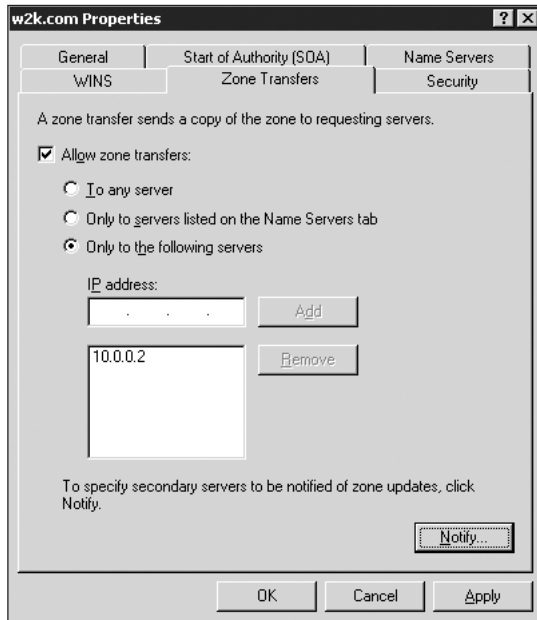 w2k.com Properties
General Start of Authority (SOA) Name Servers
WINS Zone Transfers Security
A zone transfer sends a copy of the zone to requesting servers.
Allow zone transfers:
To any server
Only to servers listed on the Name Servers tab
Only to the following servers
IP address:
. . . Add
10.0.0.2 Remove
To specify secondary servers to be notified of zone updates, click
Notify.
Notify...
OK Cancel Apply